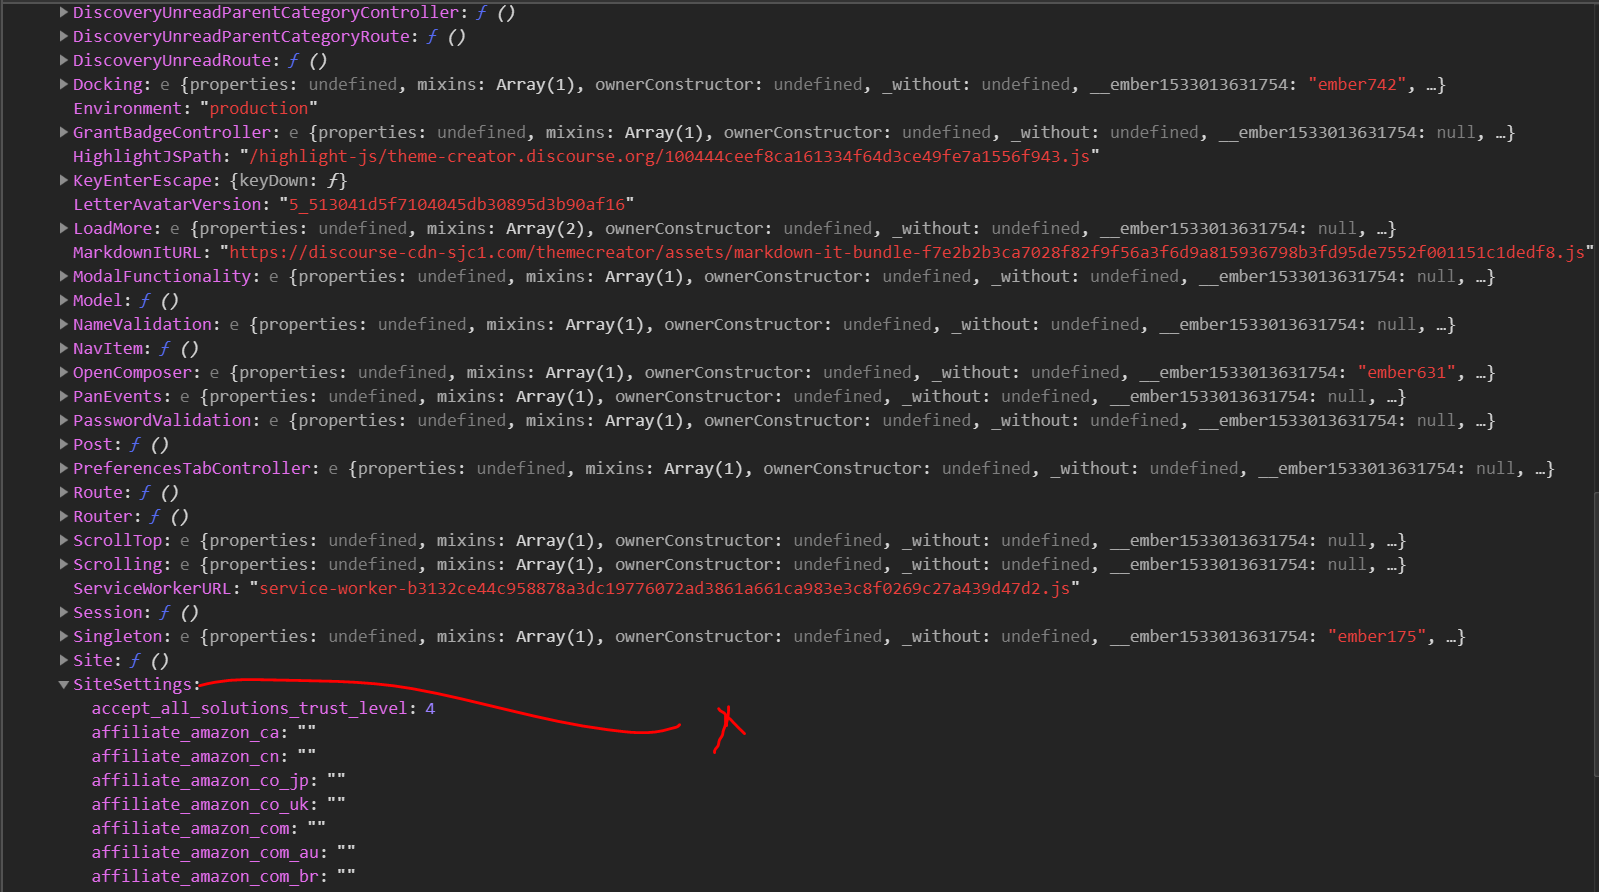 ▶DiscoveryUnreadParentCategoryController: ƒ ()
▶DiscoveryUnreadParentCategoryRoute: ƒ ()
▶DiscoveryUnreadRoute: ƒ ()
▶Docking: e {properties: undefined, mixins: Array(1), ownerConstructor: undefined, _without: undefined, __ember1533013631754: "ember742", …}
Environment: "production"
▶GrantBadgeController: e {properties: undefined, mixins: Array(1), ownerConstructor: undefined, _without: undefined, __ember1533013631754: null, …}
HighlightJSPath: "/highlight-js/theme-creator.discourse.org/100444ceef8ca161334f64d3ce49fe7a1556f943.js"
▶KeyEnterEscape: {keyDown: ƒ}
LetterAvatarVersion: "5_513041d5f7104045db30895d3b90af16"
▶LoadMore: e {properties: undefined, mixins: Array(2), ownerConstructor: undefined, _without: undefined, __ember1533013631754: null, …}
MarkdownItURL: "https://discourse-cdn-sjc1.com/themecreator/assets/markdown-it-bundle-f7e2b2b3ca7028f82f9f56a3f6d9a815936798b3fd95de7552f001151c1dedf8.js"
▶ModalFunctionality: e {properties: undefined, mixins: Array(1), ownerConstructor: undefined, _without: undefined, __ember1533013631754: null, …}
▶Model: ƒ ()
▶NameValidation: e {properties: undefined, mixins: Array(1), ownerConstructor: undefined, _without: undefined, __ember1533013631754: null, …}
▶NavItem: ƒ ()
▶OpenComposer: e {properties: undefined, mixins: Array(1), ownerConstructor: undefined, _without: undefined, __ember1533013631754: "ember631", …}
▶PanEvents: e {properties: undefined, mixins: Array(1), ownerConstructor: undefined, _without: undefined, __ember1533013631754: null, …}
▶PasswordValidation: e {properties: undefined, mixins: Array(1), ownerConstructor: undefined, _without: undefined, __ember1533013631754: null, …}
▶Post: ƒ ()
▶PreferencesTabController: e {properties: undefined, mixins: Array(1), ownerConstructor: undefined, _without: undefined, __ember1533013631754: null, …}
▶Route: ƒ ()
▶Router: ƒ ()
▶ScrollTop: e {properties: undefined, mixins: Array(1), ownerConstructor: undefined, _without: undefined, __ember1533013631754: null, …}
▶Scrolling: e {properties: undefined, mixins: Array(1), ownerConstructor: undefined, _without: undefined, __ember1533013631754: null, …}
ServiceWorkerURL: "service-worker-b3132ce44c958878a3dc19776072ad3861a661ca983e3c8f0269c27a439d47d2.js"
▶Session: ƒ ()
▶Singleton: e {properties: undefined, mixins: Array(1), ownerConstructor: undefined, _without: undefined, __ember1533013631754: "ember175", …}
▶Site: ƒ ()
▼SiteSettings:
accept_all_solutions_trust_level: 4
affiliate_amazon_ca: ""
affiliate_amazon_cn: ""
affiliate_amazon_co_jp: ""
affiliate_amazon_co_uk: ""
affiliate_amazon_com: ""
affiliate_amazon_com_au: ""
affiliate_amazon_com_br: ""